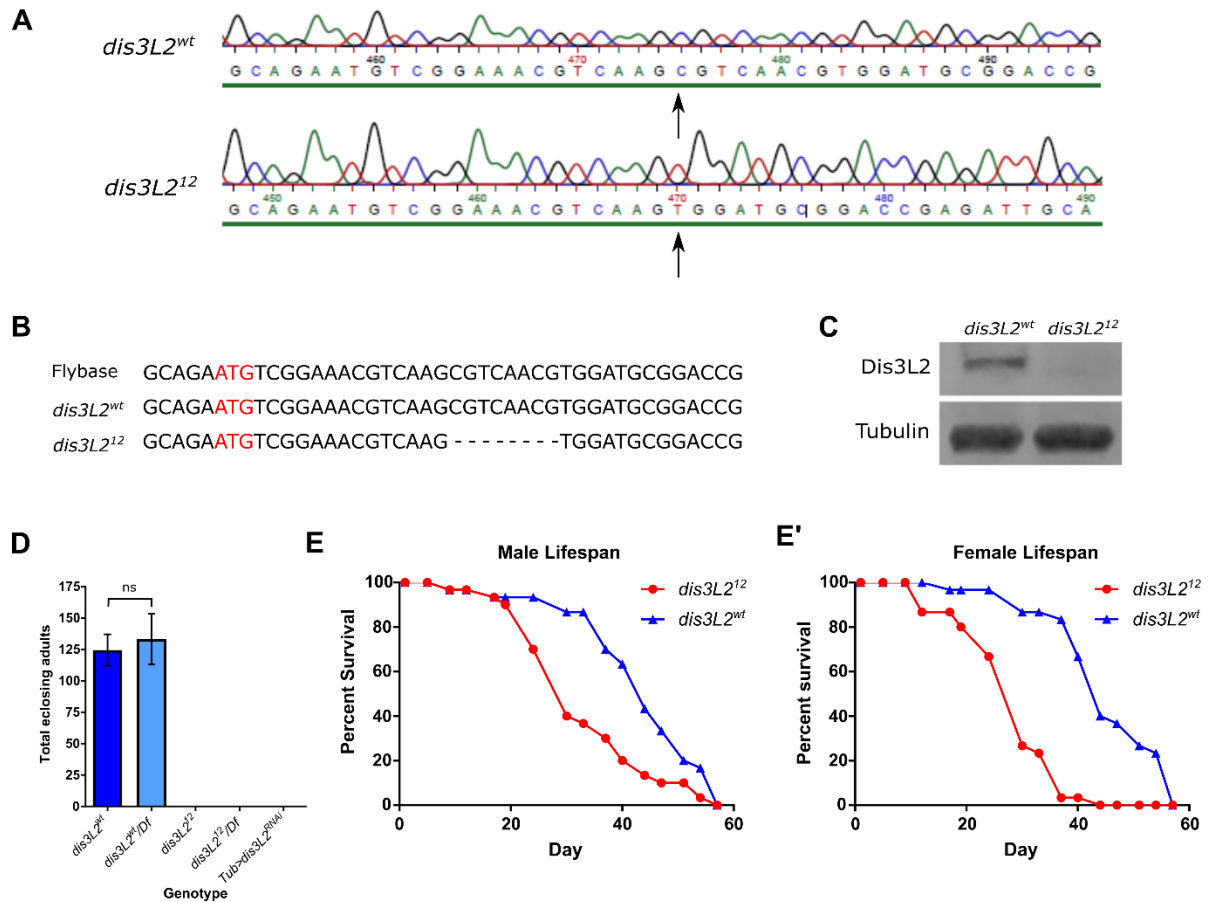 A
dis3L2wt
460 470 480 490
G C A G A A T G T C G G A A A C G T C A A G C G T C A A C G T G G A T G C G G A C C G
dis3L212
450 460 470 480 490
G C A G A A T G T C G G A A A C G T C A A G T G G A T G C G G A C C G A G A T T G C A
B
Flybase GCAGAATGTCGGAAACGTCAAGCGTCAACGTGGATGCGGACCG
dis3L2wt GCAGAATGTCGGAAACGTCAAGCGTCAACGTGGATGCGGACCG
dis3L212 GCAGAATGTCGGAAACGTCAAG - - - - - - - - TGGATGCGGACCG
C
dis3L2wt dis3L212
Dis3L2
Tubulin
D
ns
Total eclosing adults
175
150
125
100
75
50
25
0
dis3L2wt
dis3L2wt/Df
dis3L212
dis3L212/Df
Tub>dis3L2RNAi
Genotype
E
Male Lifespan
dis3L212
dis3L2wt
Percent Survival
100
80
60
40
20
0
0 20 40 60
Day
E'
Female Lifespan
dis3L212
dis3L2wt
Percent survival
100
80
60
40
20
0
0 20 40 60
Day